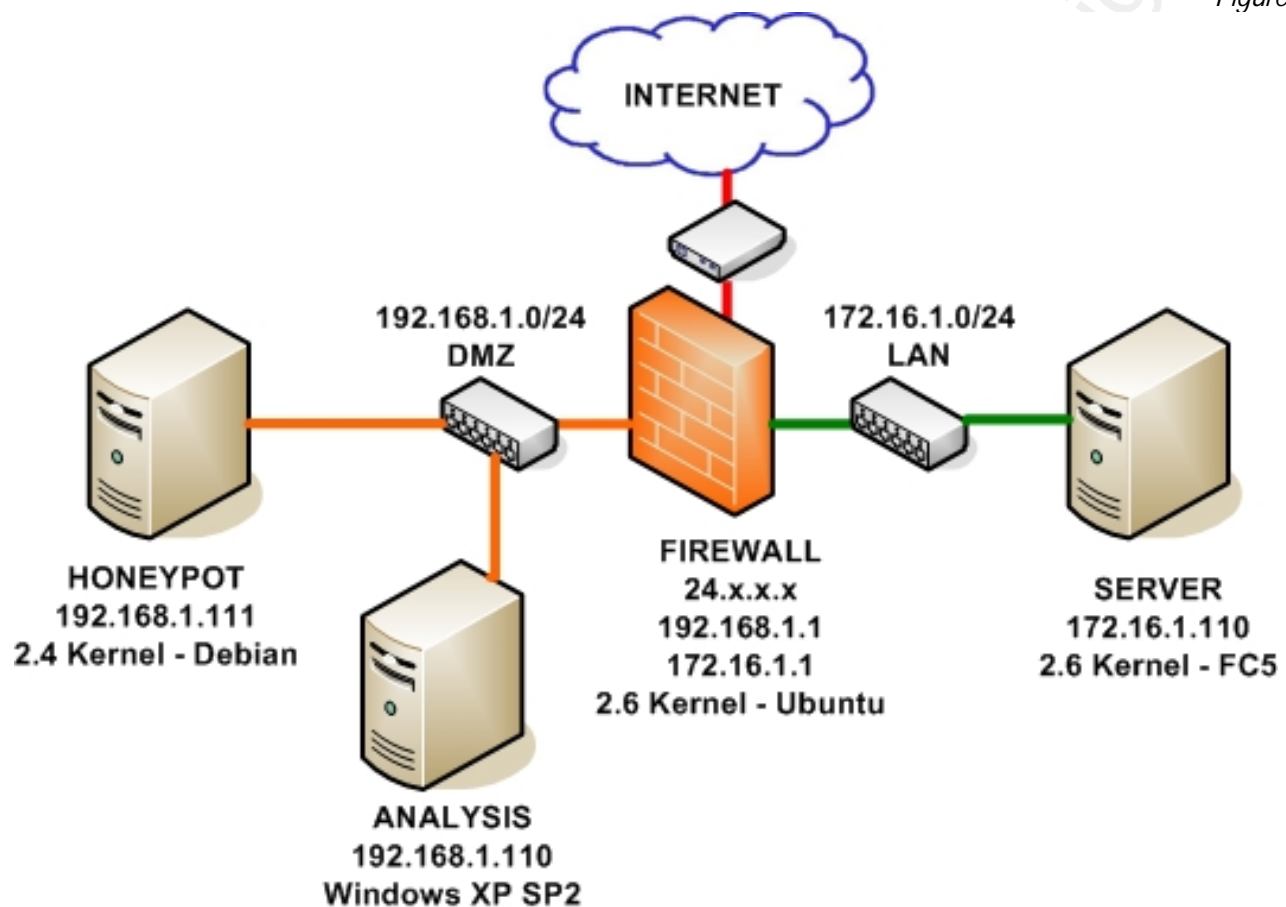 Figure
INTERNET
192.168.1.0/24
DMZ
172.16.1.0/24
LAN
HONEYPOT
192.168.1.111
2.4 Kernel - Debian
FIREWALL
24.x.x.x
192.168.1.1
172.16.1.1
2.6 Kernel - Ubuntu
SERVER
172.16.1.110
2.6 Kernel - FC5
ANALYSIS
192.168.1.110
Windows XP SP2